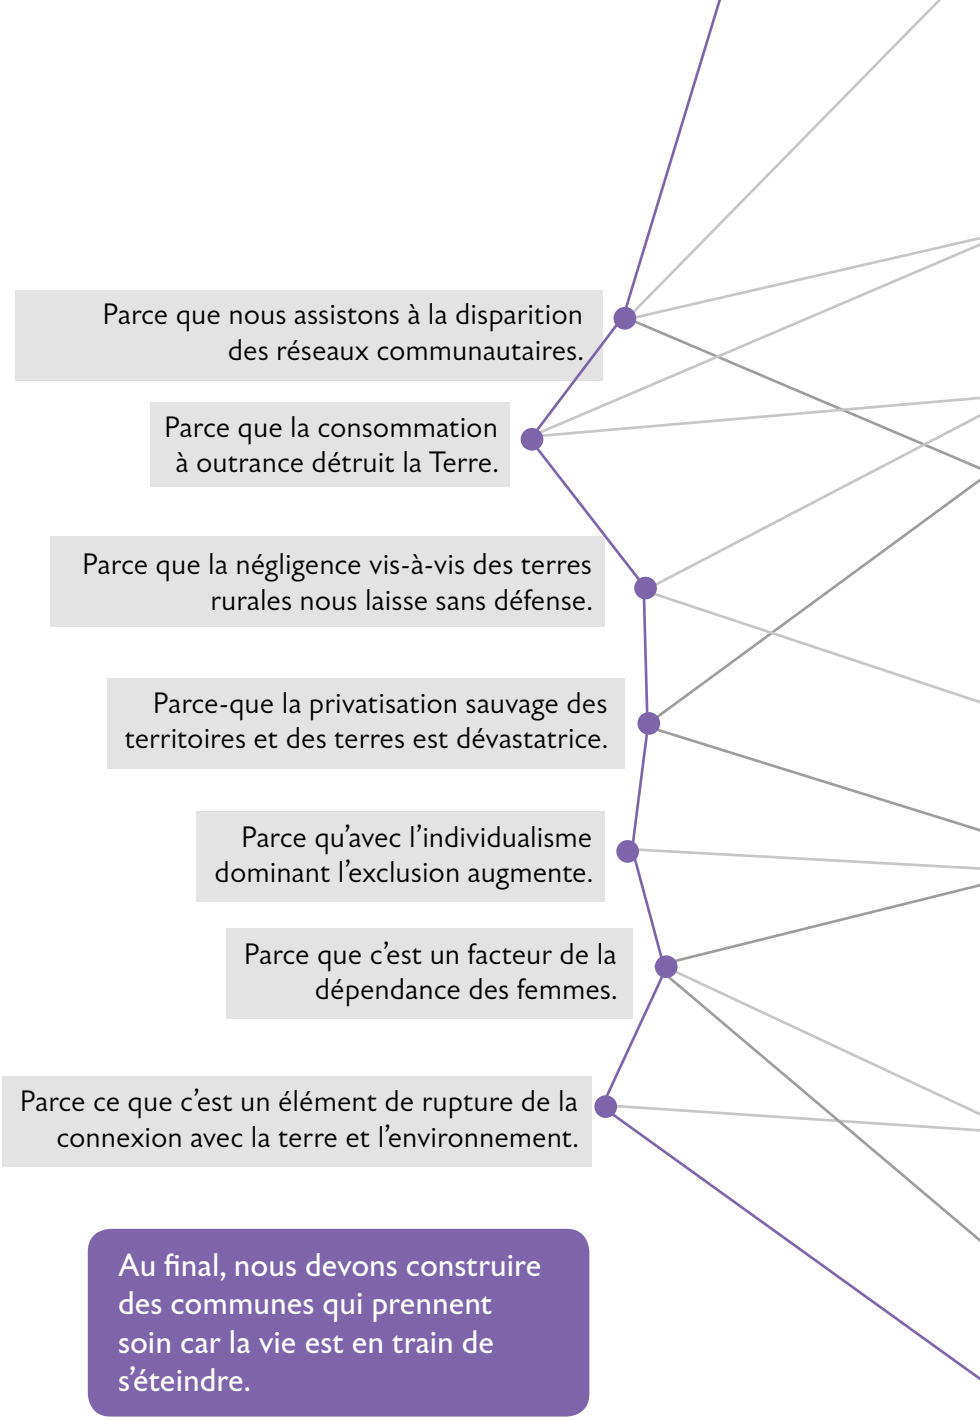 Parce que nous assistons à la disparition
des réseaux communautaires.
Parce que la consommation
à outrance détruit la Terre.
Parce que la négligence vis-à-vis des terres
rurales nous laisse sans défense.
Parce-que la privatisation sauvage des
territoires et des terres est dévastatrice.
Parce qu’avec l’individualisme
dominant l’exclusion augmente.
Parce que c’est un facteur de la
dépendance des femmes.
Parce ce que c’est un élément de rupture de la
connexion avec la terre et l’environnement.
Au final, nous devons construire
des communes qui prennent
soin car la vie est en train de
s’éteindre.